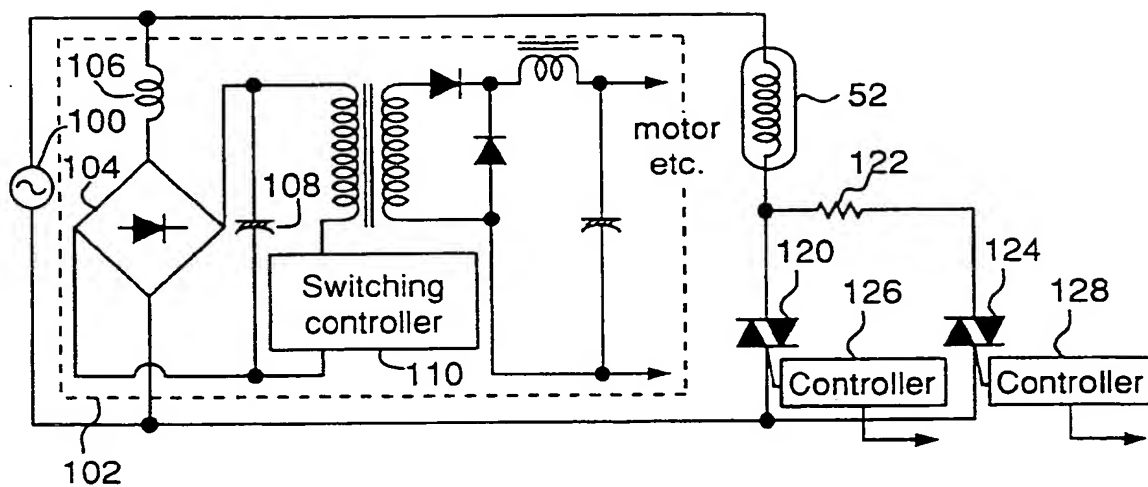 106
100
104
108
Switching
controller
110
102
motor
etc.
52
122
120
124
126
128
Controller
Controller